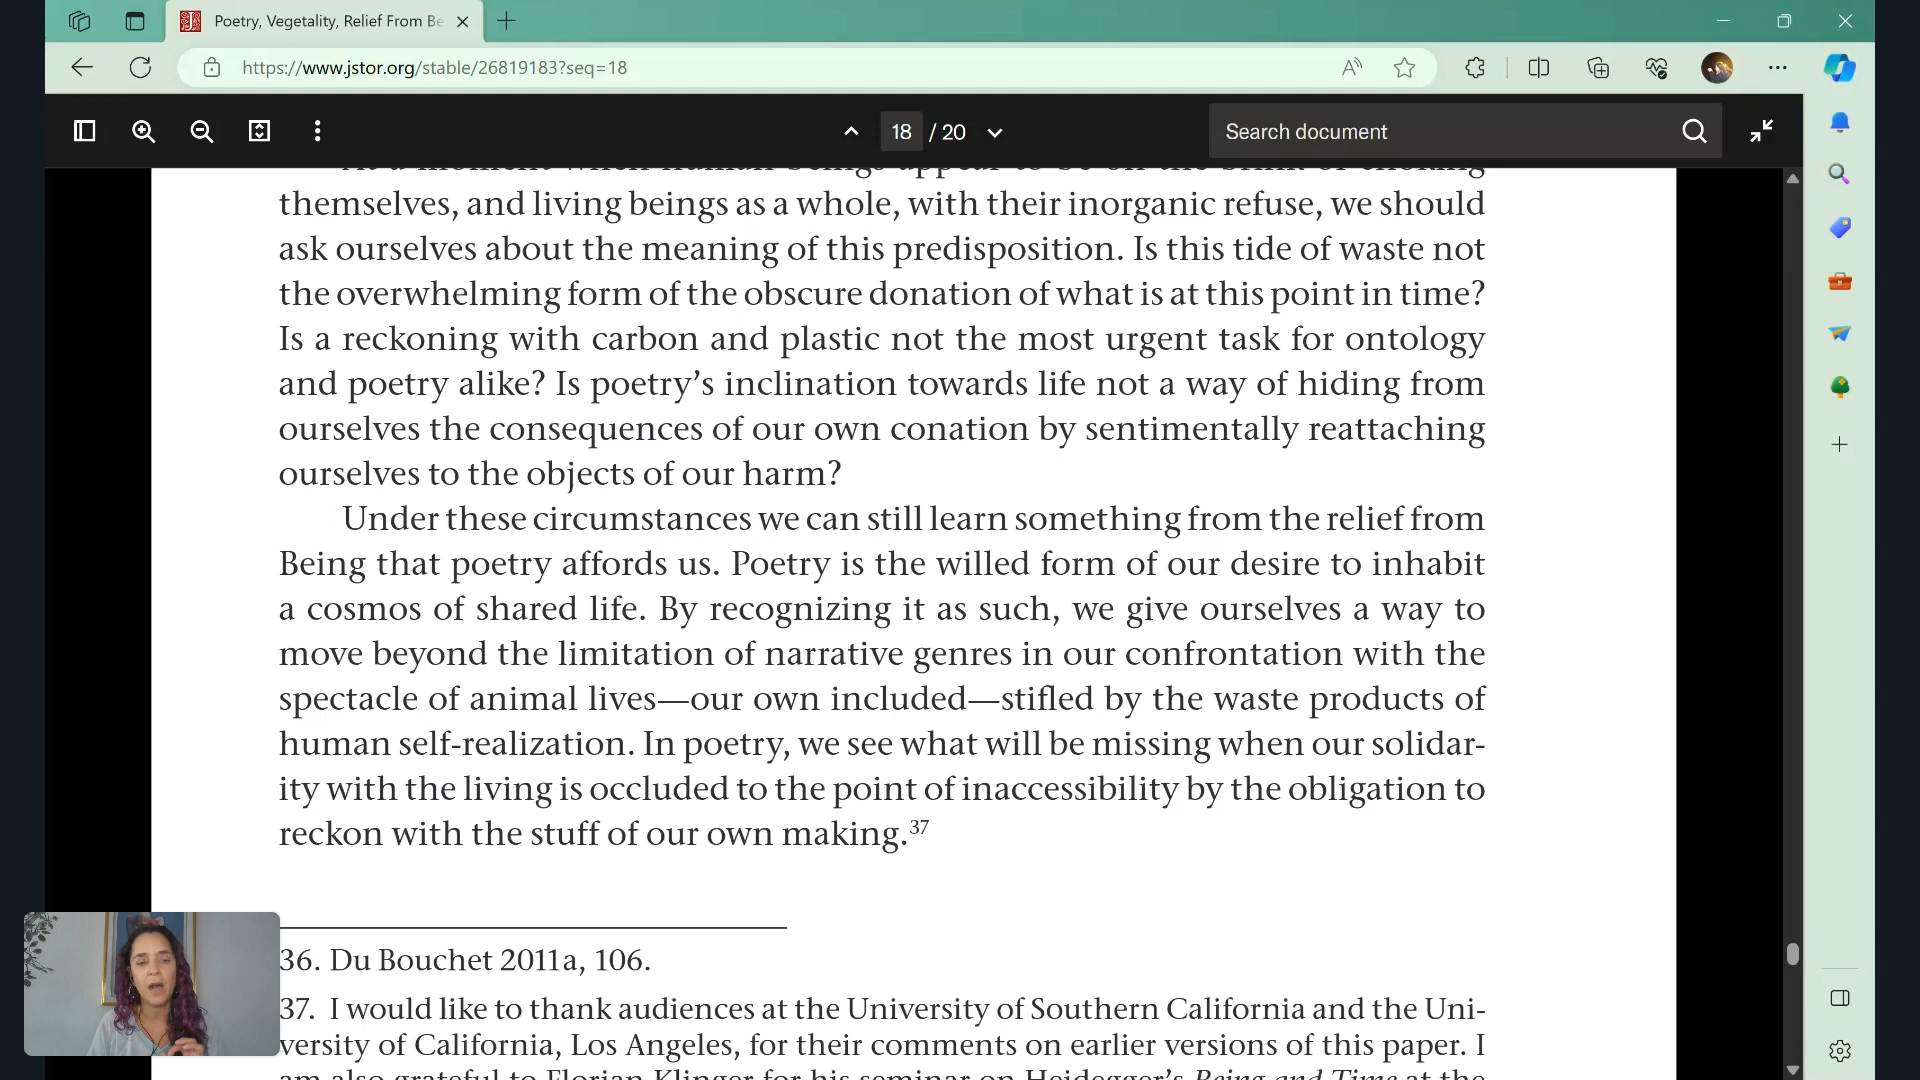 Poetry, Vegetality, Relief From Be
https://www.jstor.org/stable/26819183?seq=18
18 / 20
Search document
At a moment when human beings appear to be on the brink of choking
themselves, and living beings as a whole, with their inorganic refuse, we should
ask ourselves about the meaning of this predisposition. Is this tide of waste not
the overwhelming form of the obscure donation of what is at this point in time?
Is a reckoning with carbon and plastic not the most urgent task for ontology
and poetry alike? Is poetry’s inclination towards life not a way of hiding from
ourselves the consequences of our own conation by sentimentally reattaching
ourselves to the objects of our harm?
Under these circumstances we can still learn something from the relief from
Being that poetry affords us. Poetry is the willed form of our desire to inhabit
a cosmos of shared life. By recognizing it as such, we give ourselves a way to
move beyond the limitation of narrative genres in our confrontation with the
spectacle of animal lives—our own included—stifled by the waste products of
human self-realization. In poetry, we see what will be missing when our solidar-
ity with the living is occluded to the point of inaccessibility by the obligation to
reckon with the stuff of our own making.37
36. Du Bouchet 2011a, 106.
37. I would like to thank audiences at the University of Southern California and the Uni-
versity of California, Los Angeles, for their comments on earlier versions of this paper. I
am also grateful to Florian Klinger for his seminar on Heidegger’s Being and Time at the